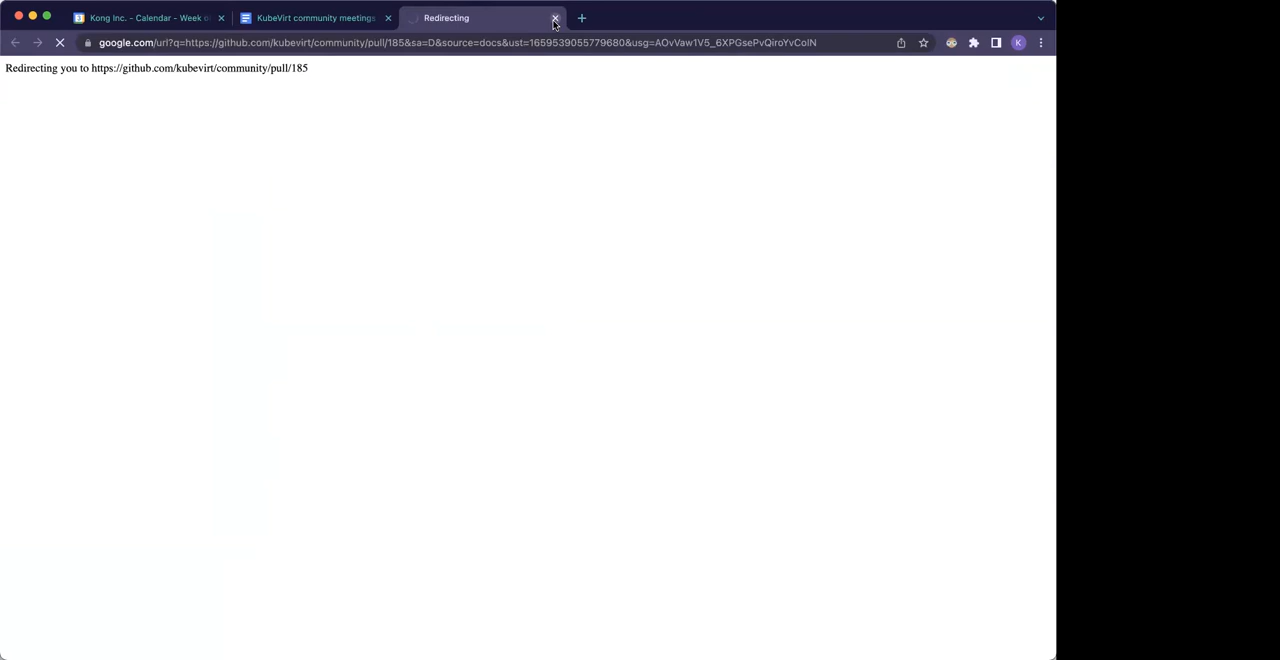 Kong Inc. - Calendar - Week o
KubeVirt community meetings
Redirecting
google.com/url?q=https://github.com/kubevirt/community/pull/185&sa=D&source=docs&ust=1659539055779680&usg=AOvVaw1V5_6XPGsePvQiroYvColN
K
Redirecting you to https://github.com/kubevirt/community/pull/185